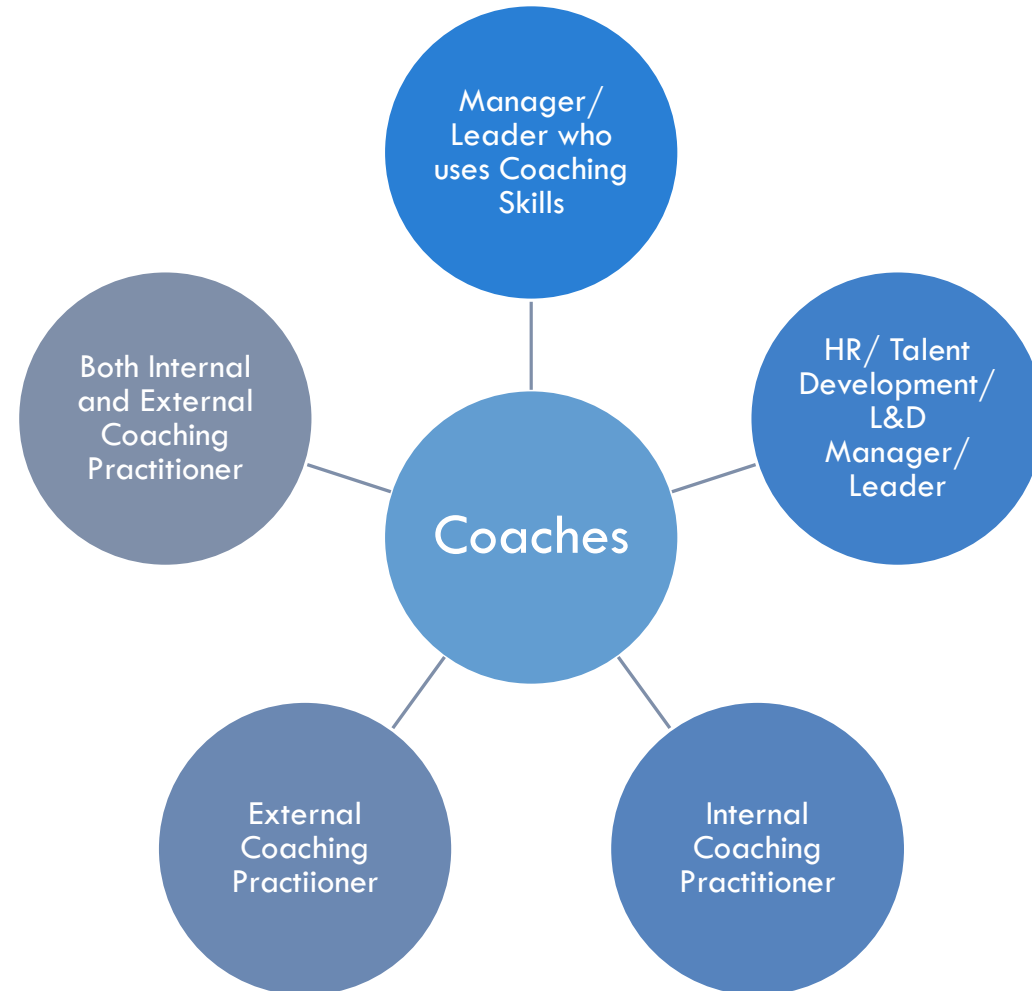 Manager/
Leader who
uses Coaching
Skills
HR/ Talent
Development/
L&D
Manager/
Leader
Internal
Coaching
Practitioner
External
Coaching
Practiioner
Both Internal
and External
Coaching
Practitioner
Coaches